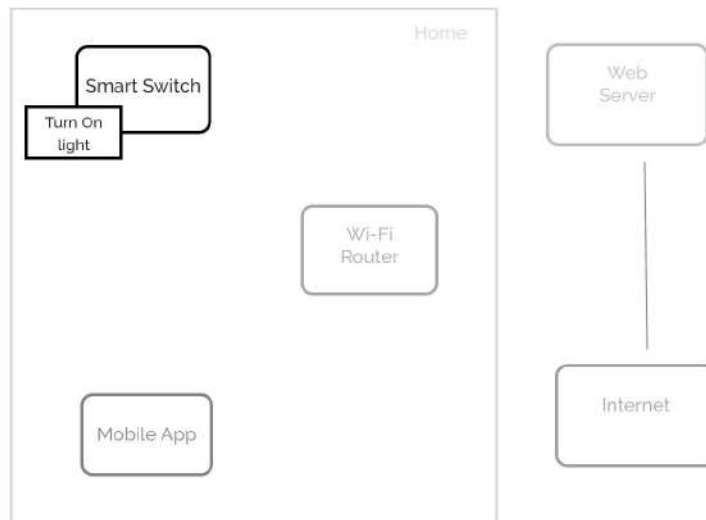 Home
Smart Switch
Turn On
light
Web
Server
Wi-Fi
Router
Mobile App
Internet